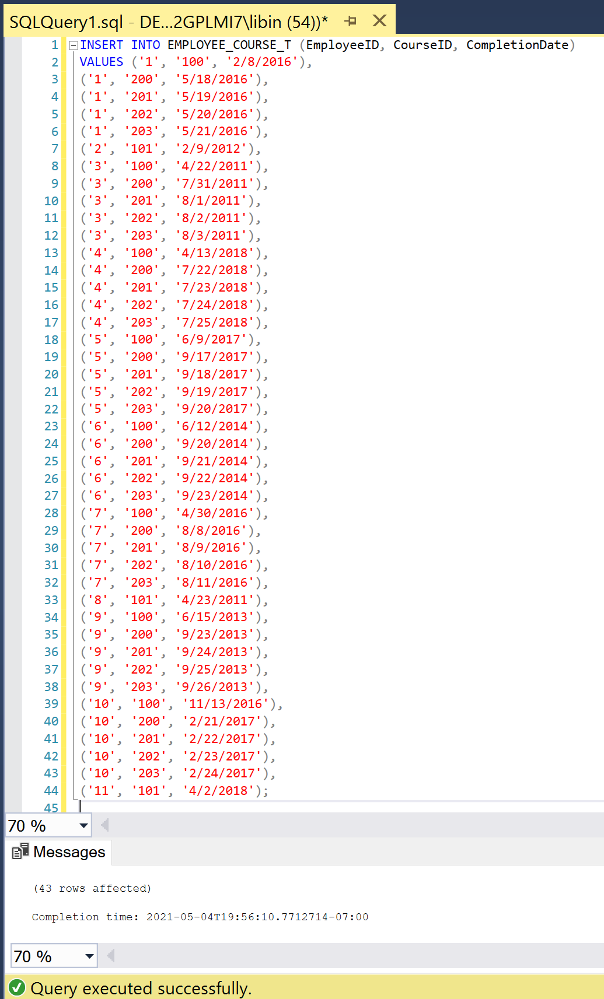 SQLQuery1.sql - DE...2GPLMI7\libin (54))*
1 INSERT INTO EMPLOYEE_COURSE_T (EmployeeID, CourseID, CompletionDate)
2 VALUES ('1', '100', '2/8/2016'),
3 ('1', '200', '5/18/2016'),
4 ('1', '201', '5/19/2016'),
5 ('1', '202', '5/20/2016'),
6 ('1', '203', '5/21/2016'),
7 ('2', '101', '2/9/2012'),
8 ('3', '100', '4/22/2011'),
9 ('3', '200', '7/31/2011'),
10 ('3', '201', '8/1/2011'),
11 ('3', '202', '8/2/2011'),
12 ('3', '203', '8/3/2011'),
13 ('4', '100', '4/13/2018'),
14 ('4', '200', '7/22/2018'),
15 ('4', '201', '7/23/2018'),
16 ('4', '202', '7/24/2018'),
17 ('4', '203', '7/25/2018'),
18 ('5', '100', '6/9/2017'),
19 ('5', '200', '9/17/2017'),
20 ('5', '201', '9/18/2017'),
21 ('5', '202', '9/19/2017'),
22 ('5', '203', '9/20/2017'),
23 ('6', '100', '6/12/2014'),
24 ('6', '200', '9/20/2014'),
25 ('6', '201', '9/21/2014'),
26 ('6', '202', '9/22/2014'),
27 ('6', '203', '9/23/2014'),
28 ('7', '100', '4/30/2016'),
29 ('7', '200', '8/8/2016'),
30 ('7', '201', '8/9/2016'),
31 ('7', '202', '8/10/2016'),
32 ('7', '203', '8/11/2016'),
33 ('8', '101', '4/23/2011'),
34 ('9', '100', '6/15/2013'),
35 ('9', '200', '9/23/2013'),
36 ('9', '201', '9/24/2013'),
37 ('9', '202', '9/25/2013'),
38 ('9', '203', '9/26/2013'),
39 ('10', '100', '11/13/2016'),
40 ('10', '200', '2/21/2017'),
41 ('10', '201', '2/22/2017'),
42 ('10', '202', '2/23/2017'),
43 ('10', '203', '2/24/2017'),
44 ('11', '101', '4/2/2018');
45
70 %
Messages
(43 rows affected)
Completion time: 2021-05-04T19:56:10.7712714-07:00
70 %
Query executed successfully.